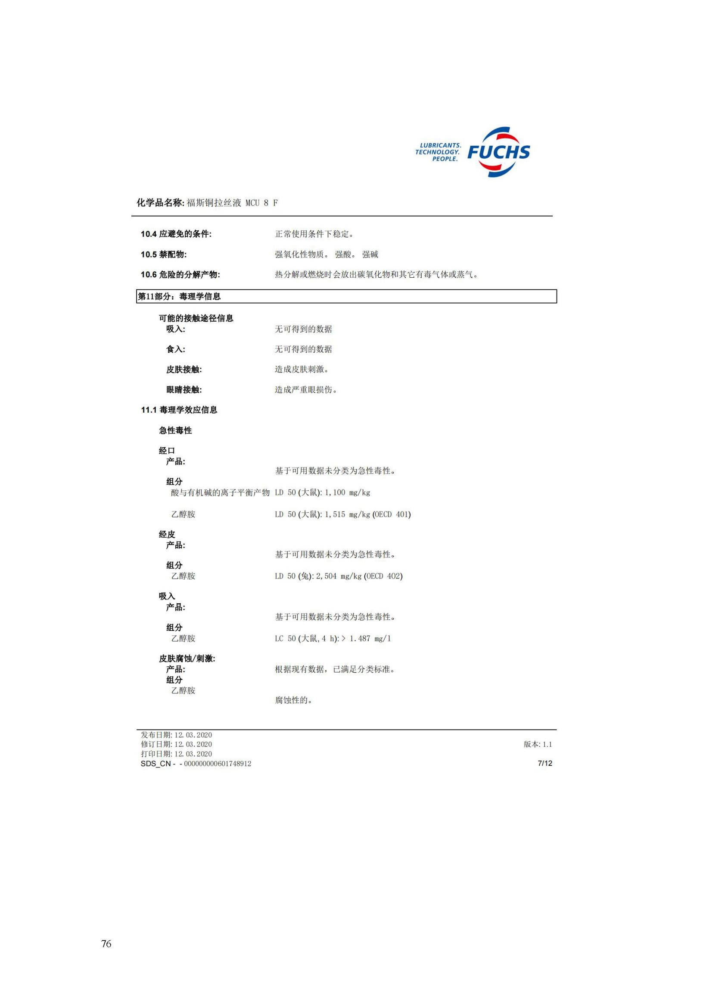 LUBRICANTS.
TECHNOLOGY.
PEOPLE.
FUCHS
化学品名称: 福斯铜拉丝液 MCU 8 F
10.4 应避免的条件: 正常使用条件下稳定。
10.5 禁配物: 强氧化性物质。 强酸。 强碱
10.6 危险的分解产物: 热分解或燃烧时会放出碳氧化物和其它有毒气体或蒸气。
第11部分：毒理学信息
可能的接触途径信息
吸入: 无可得到的数据
食入: 无可得到的数据
皮肤接触: 造成皮肤刺激。
眼睛接触: 造成严重眼损伤。
11.1 毒理学效应信息
急性毒性
经口
产品:
基于可用数据未分类为急性毒性。
组分
酸与有机碱的离子平衡产物 LD 50 (大鼠): 1,100 mg/kg
乙醇胺 LD 50 (大鼠): 1,515 mg/kg (OECD 401)
经皮
产品:
基于可用数据未分类为急性毒性。
组分
乙醇胺 LD 50 (兔): 2,504 mg/kg (OECD 402)
吸入
产品:
基于可用数据未分类为急性毒性。
组分
乙醇胺 LC 50 (大鼠, 4 h): > 1.487 mg/l
皮肤腐蚀/刺激:
产品: 根据现有数据，已满足分类标准。
组分
乙醇胺
腐蚀性的。
发布日期: 12.03.2020
修订日期: 12.03.2020 版本: 1.1
打印日期: 12.03.2020
SDS_CN - - 000000000601748912 7/12
76